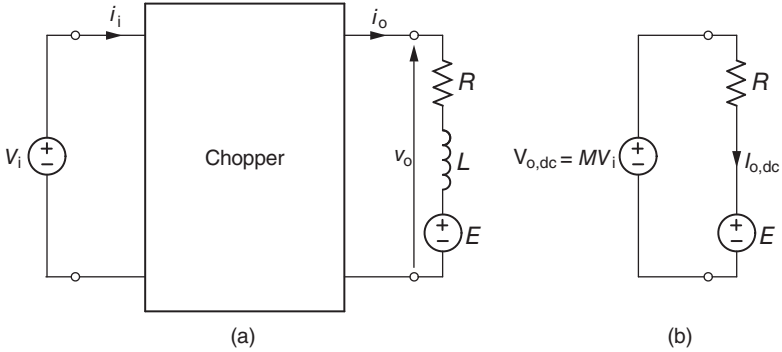 i_i
i_o
V_i
+
−
Chopper
v_o
R
L
+
−
E
(a)
V_o,dc = MV_i
+
−
R
I_o,dc
+
−
E
(b)